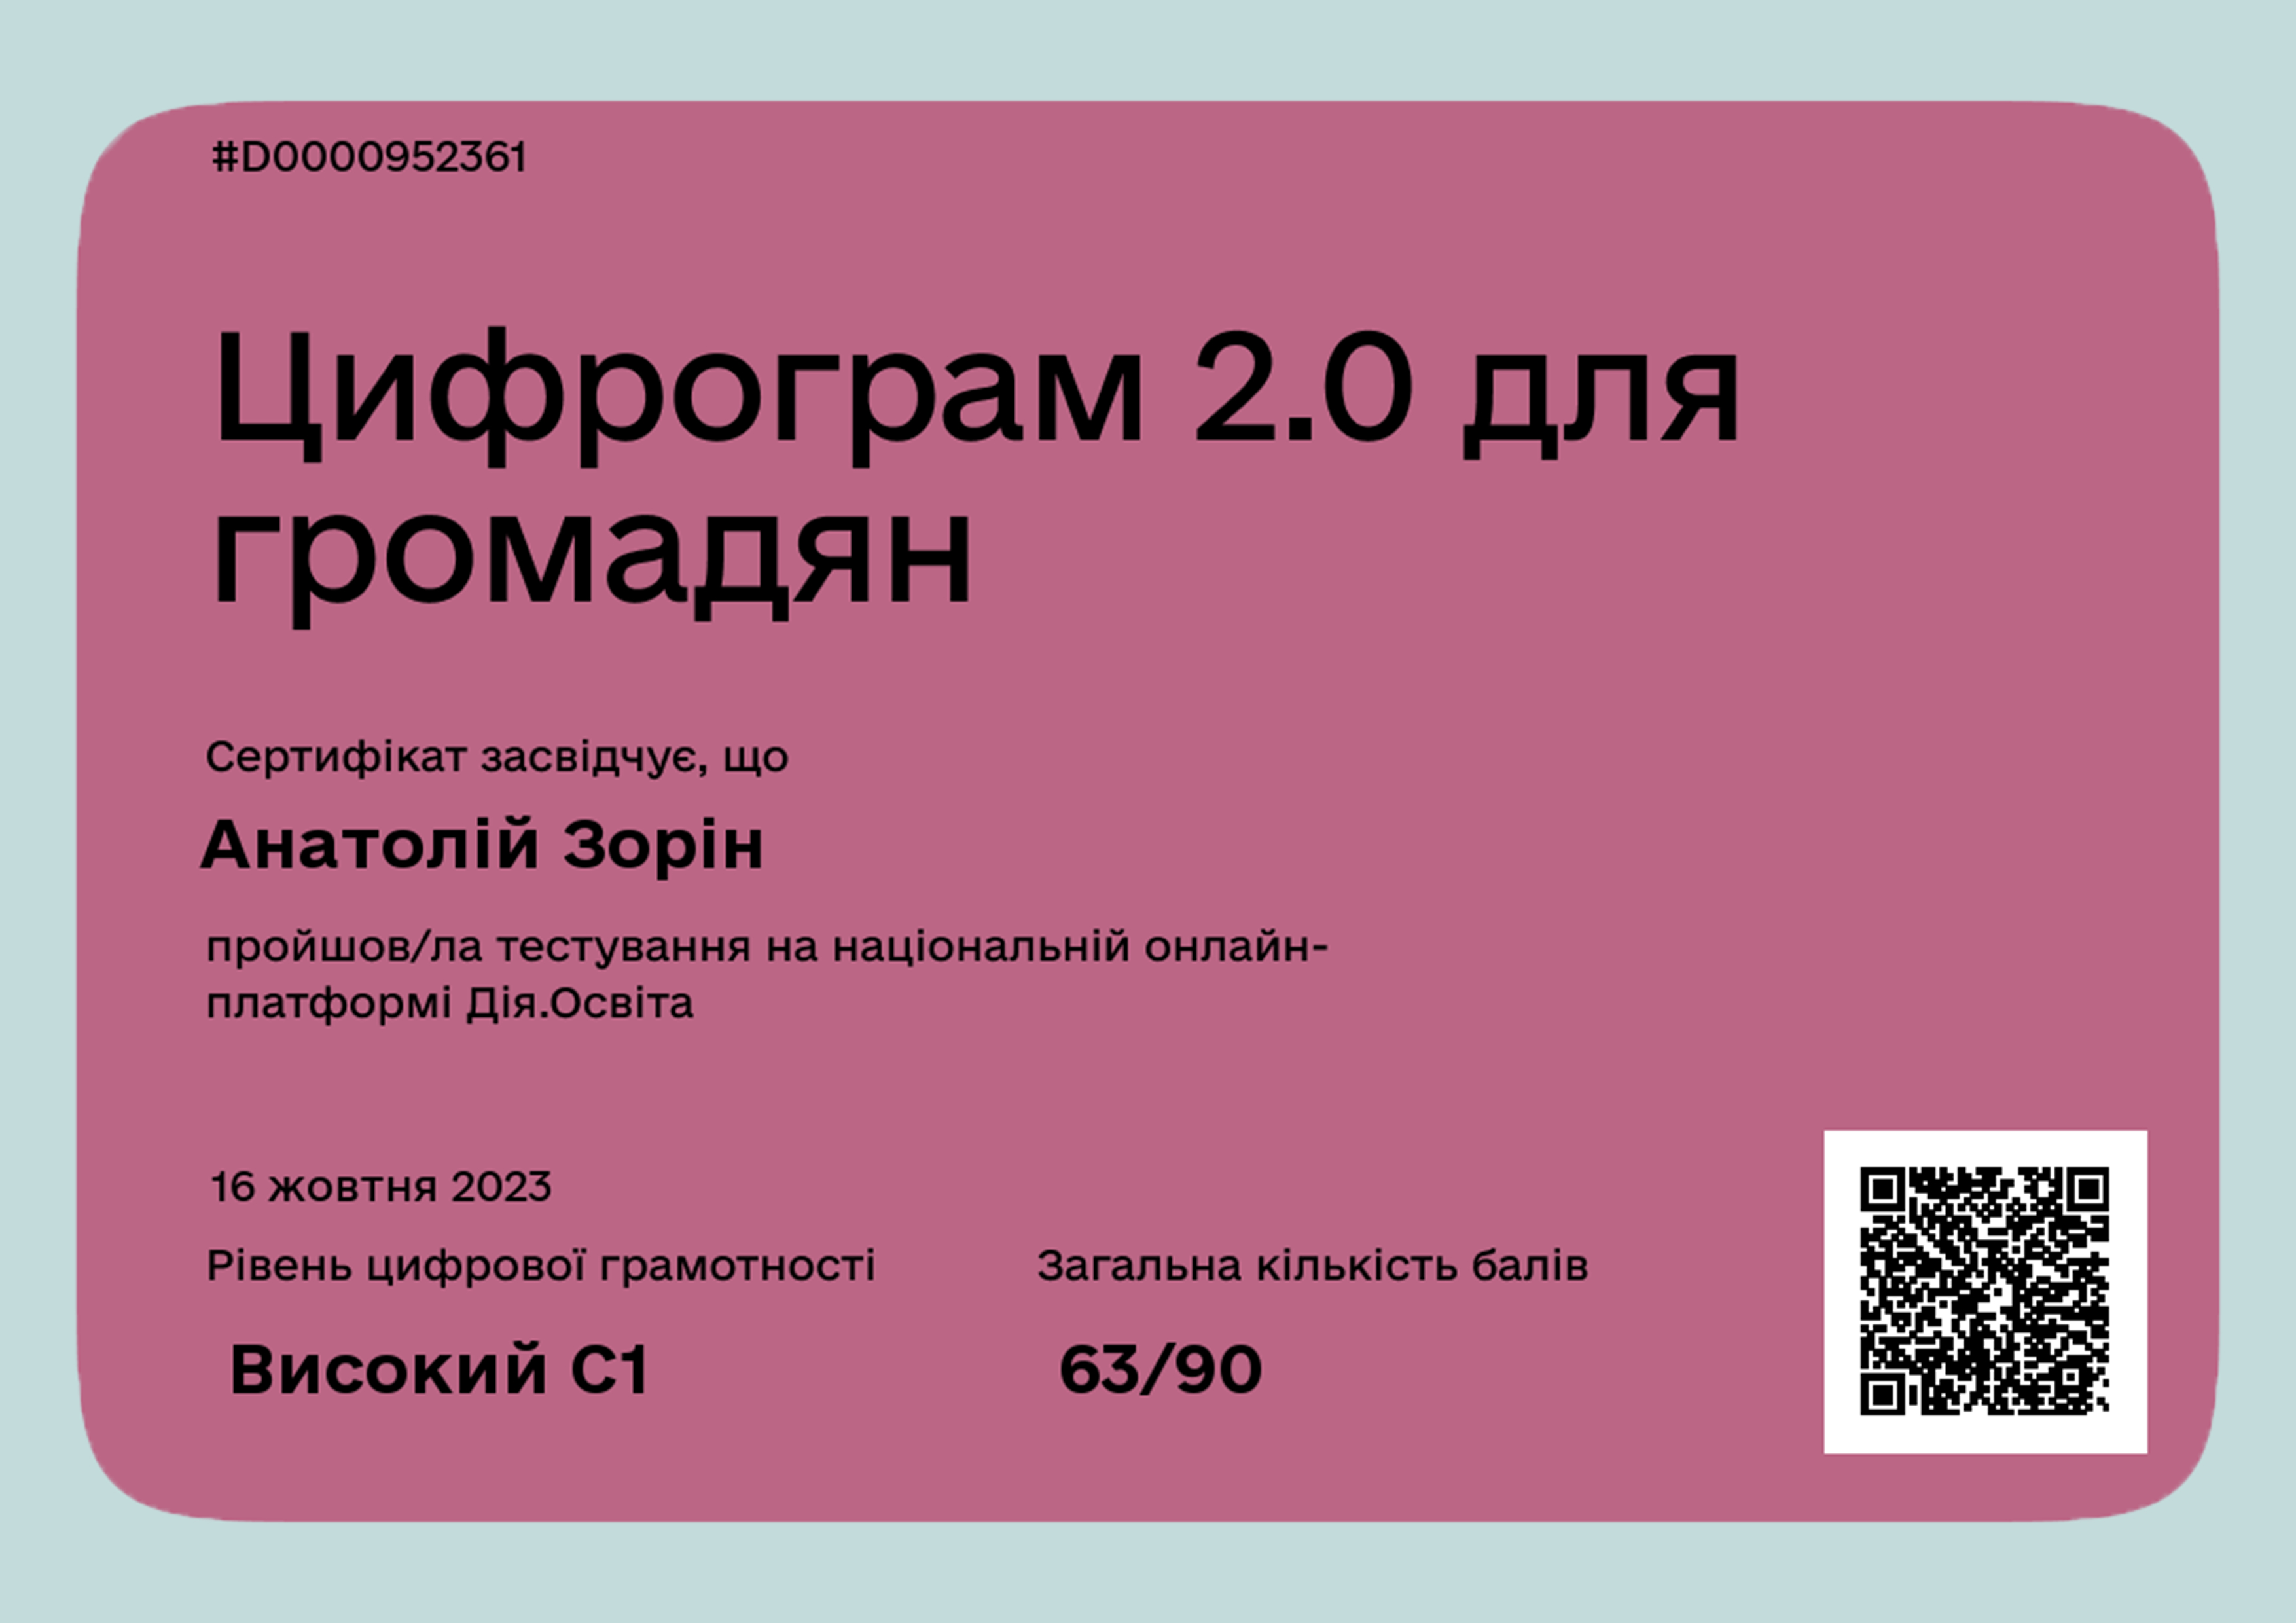 #D0000952361
Цифрограм 2.0 для
громадян
Сертифікат засвідчує, що
Анатолій Зорін
пройшов/ла тестування на національній онлайн-
платформі Дія.Освіта
16 жовтня 2023
Рівень цифрової грамотності
Загальна кількість балів
Високий C1
63/90